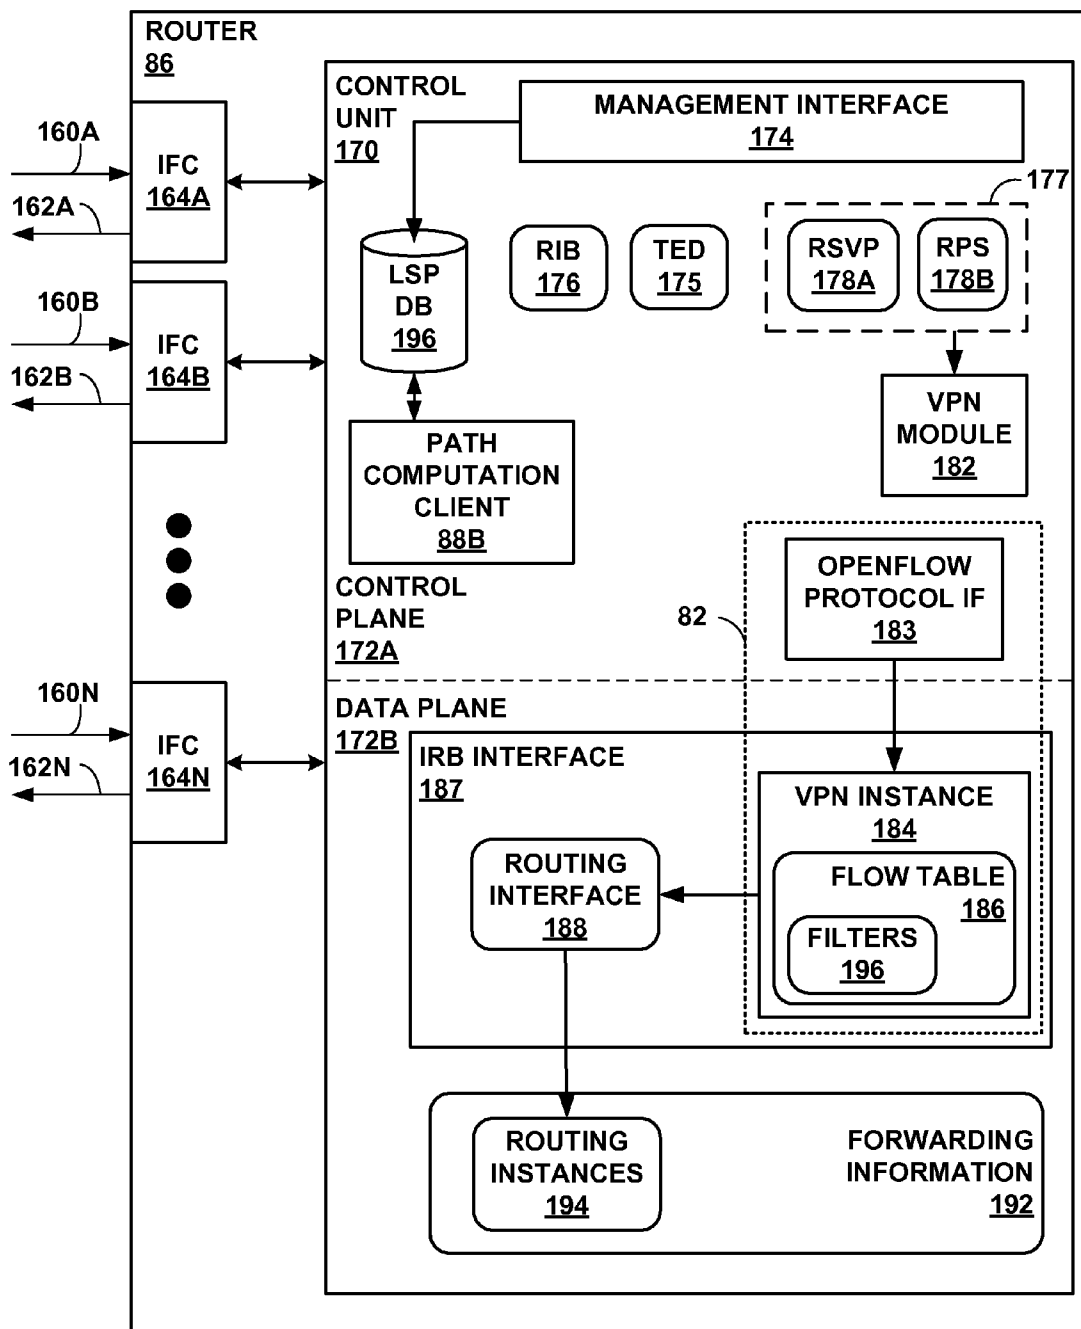 ROUTER
86
CONTROL
UNIT
170
MANAGEMENT INTERFACE
174
160A
162A
IFC
164A
177
LSP
DB
196
RIB
176
TED
175
RSVP
178A
RPS
178B
160B
162B
IFC
164B
VPN
MODULE
182
PATH
COMPUTATION
CLIENT
88B
CONTROL
PLANE
172A
82
OPENFLOW
PROTOCOL IF
183
160N
162N
IFC
164N
DATA PLANE
172B
IRB INTERFACE
187
VPN INSTANCE
184
FLOW TABLE
186
FILTERS
196
ROUTING
INTERFACE
188
ROUTING
INSTANCES
194
FORWARDING
INFORMATION
192